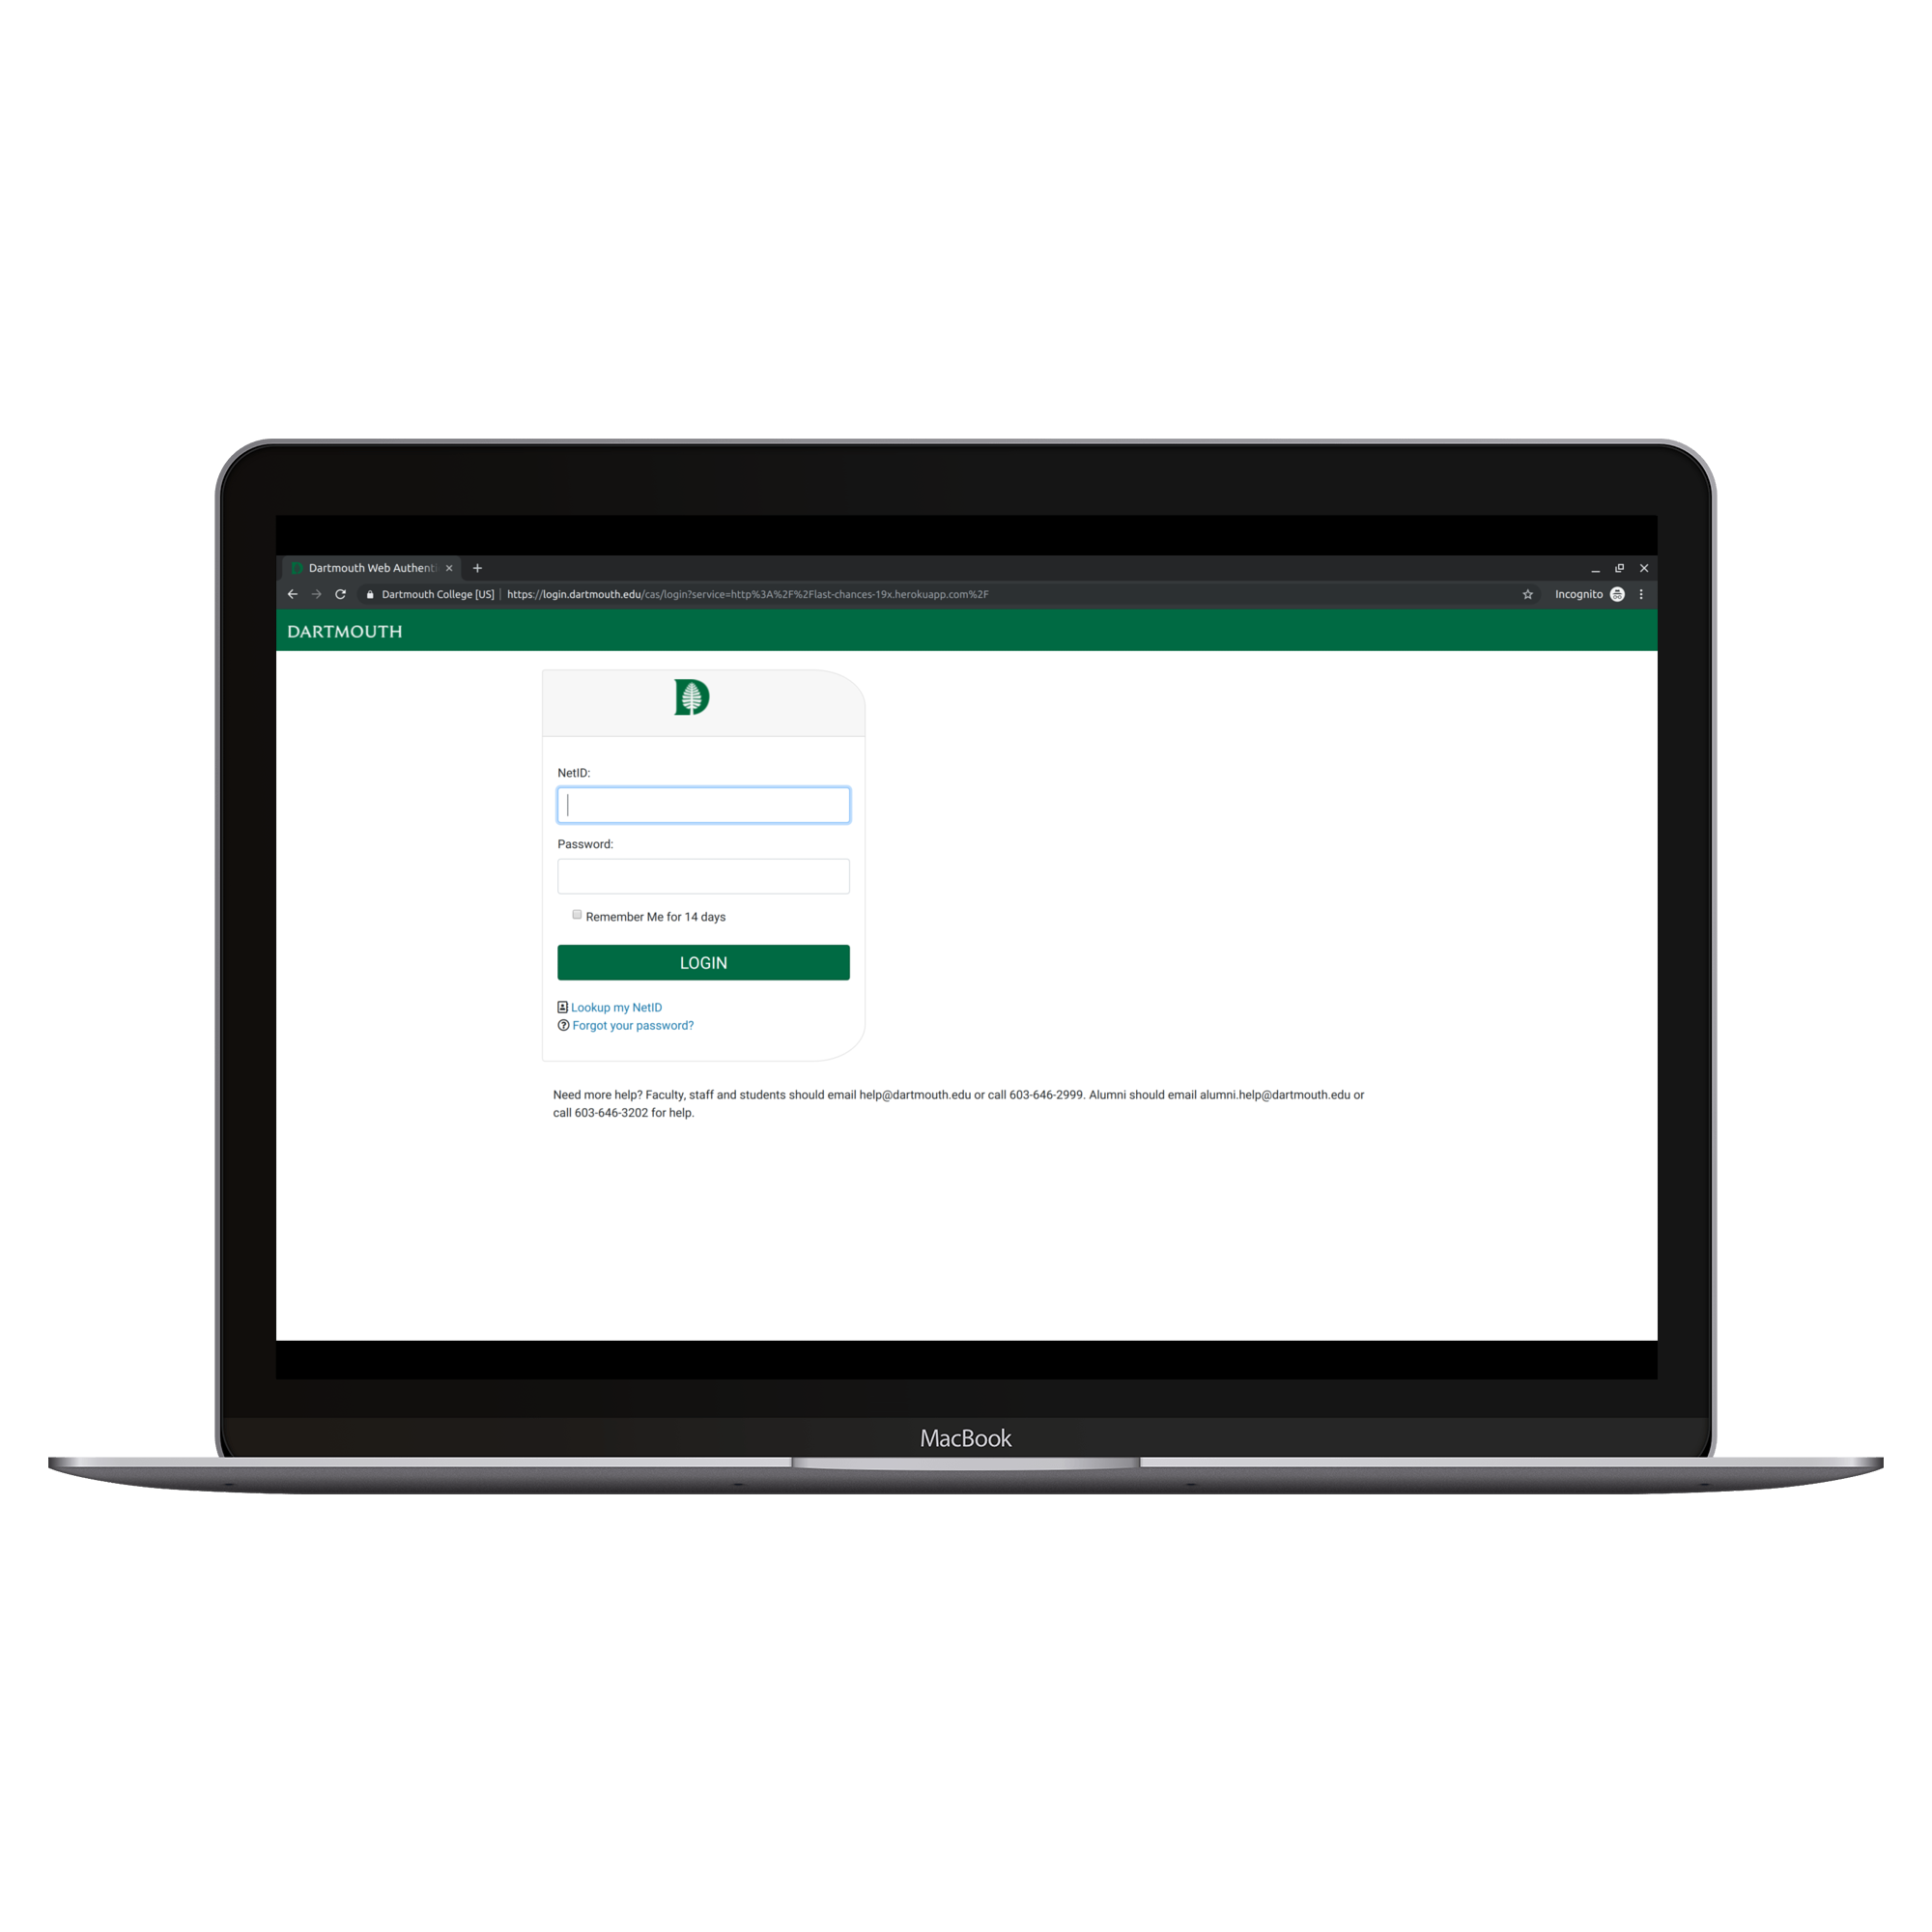 Dartmouth Web Authenti
Dartmouth College [US] https://login.dartmouth.edu/cas/login?service=http%3A%2F%2Flast-chances-19x.herokuapp.com%2F Incognito
DARTMOUTH
D
NetID:
Password:
Remember Me for 14 days
LOGIN
Lookup my NetID
Forgot your password?
Need more help? Faculty, staff and students should email help@dartmouth.edu or call 603-646-2999. Alumni should email alumni.help@dartmouth.edu or
call 603-646-3202 for help.
MacBook